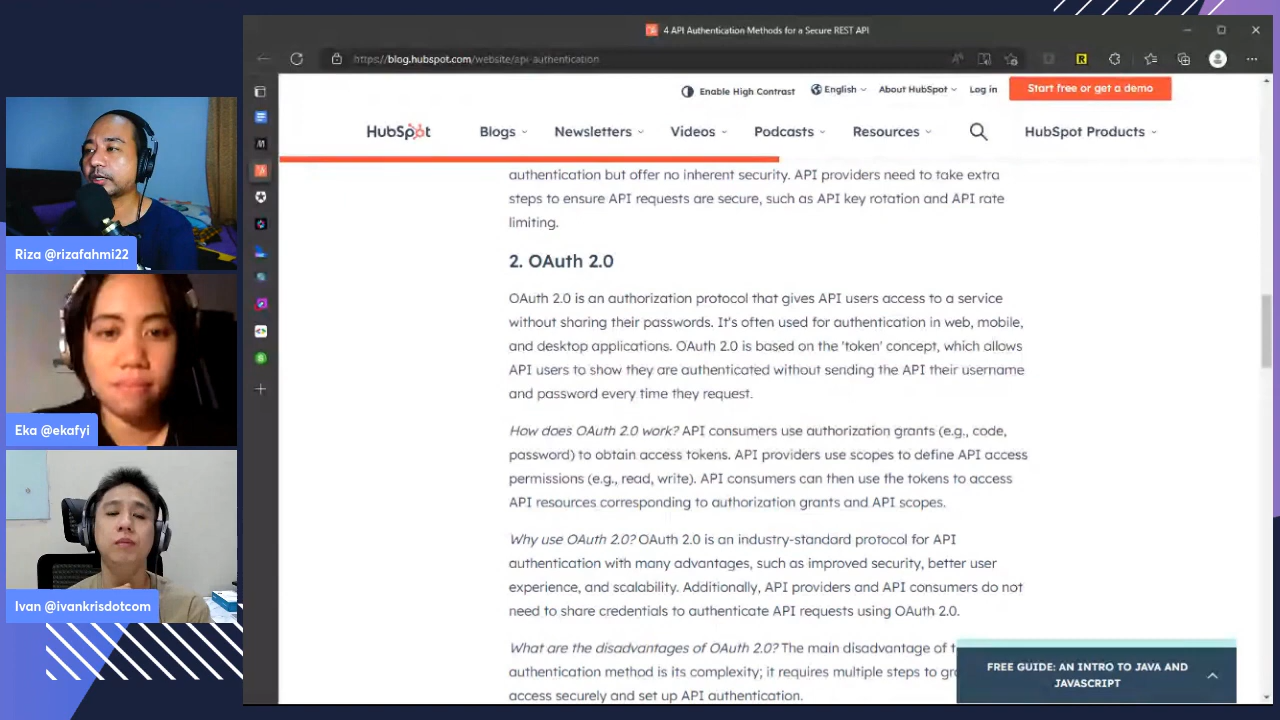 4 API Authentication Methods for a Secure REST API
https://blog.hubspot.com/website/api-authentication
Enable High Contrast
English
About HubSpot
Log in
Start free or get a demo
HubSpot
Blogs
Newsletters
Videos
Podcasts
Resources
HubSpot Products
authentication but offer no inherent security. API providers need to take extra
steps to ensure API requests are secure, such as API key rotation and API rate
limiting.
2. OAuth 2.0
OAuth 2.0 is an authorization protocol that gives API users access to a service
without sharing their passwords. It's often used for authentication in web, mobile,
and desktop applications. OAuth 2.0 is based on the 'token' concept, which allows
API users to show they are authenticated without sending the API their username
and password every time they request.
How does OAuth 2.0 work? API consumers use authorization grants (e.g., code,
password) to obtain access tokens. API providers use scopes to define API access
permissions (e.g., read, write). API consumers can then use the tokens to access
API resources corresponding to authorization grants and API scopes.
Why use OAuth 2.0? OAuth 2.0 is an industry-standard protocol for API
authentication with many advantages, such as improved security, better user
experience, and scalability. Additionally, API providers and API consumers do not
need to share credentials to authenticate API requests using OAuth 2.0.
What are the disadvantages of OAuth 2.0? The main disadvantage of
authentication method is its complexity; it requires multiple steps to
access securely and set up API authentication.
FREE GUIDE: AN INTRO TO JAVA AND
JAVASCRIPT
Riza @rizafahmi22
Eka @ekafyi
Ivan @ivankrisdotcom